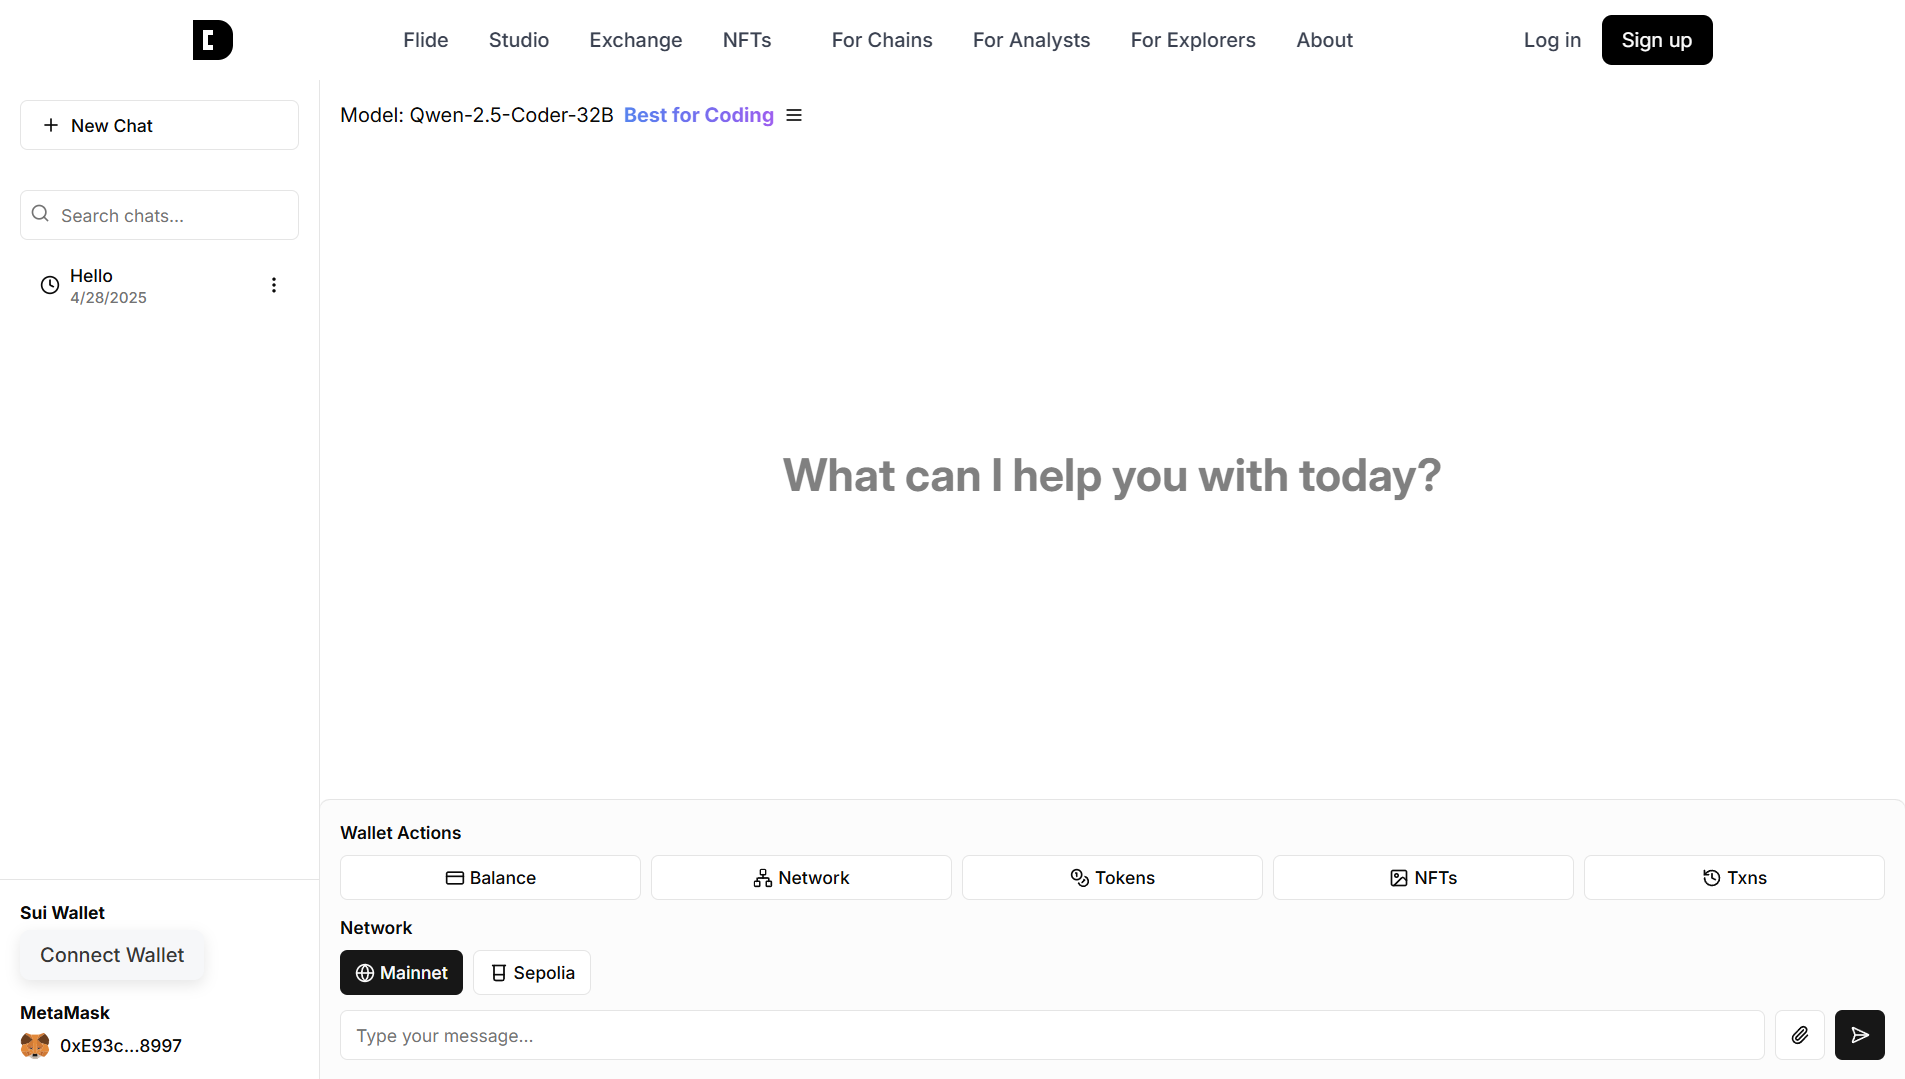 Flide Studio Exchange NFTs For Chains For Analysts For Explorers About Log in Sign up
New Chat
Search chats...
Hello
4/28/2025
Sui Wallet
Connect Wallet
MetaMask
0xE93c...8997
Model: Qwen-2.5-Coder-32B Best for Coding
What can I help you with today?
Wallet Actions
Balance Network Tokens NFTs Txns
Network
Mainnet Sepolia
Type your message...